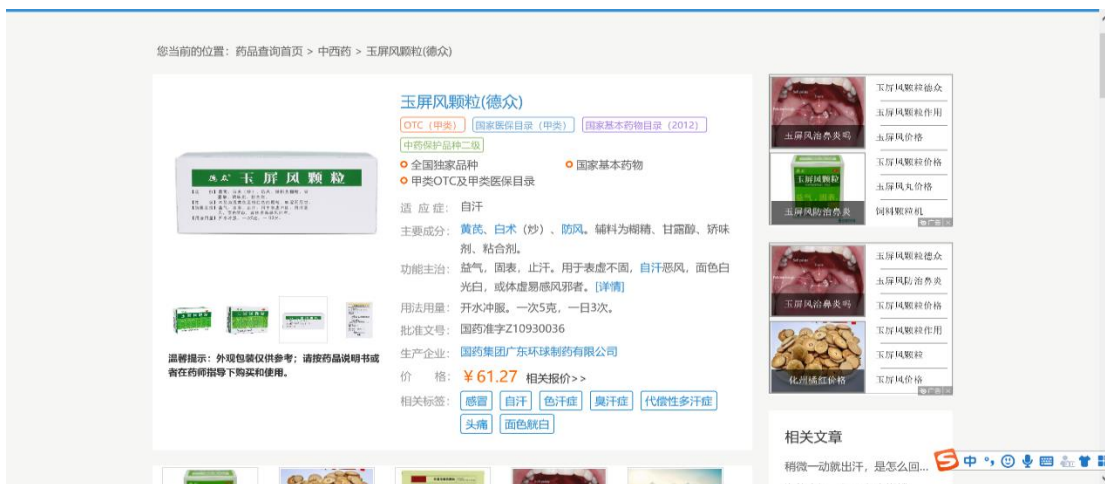 您当前的位置：药品查询首页 > 中西药 > 玉屏风颗粒(德众)
玉屏风颗粒(德众)
OTC（甲类） 国家医保目录（甲类） 国家基本药物目录（2012）
中药保护品种二级
全国独家品种 国家基本药物
甲类OTC及甲类医保目录
适 应 症： 自汗
主要成分： 黄芪、白术（炒）、防风。辅料为糊精、甘露醇、矫味
剂、粘合剂。
功能主治： 益气，固表，止汗。用于表虚不固，自汗恶风，面色白
光白，或体虚易感风邪者。[详情]
用法用量： 开水冲服。一次5克，一日3次。
批准文号： 国药准字Z10930036
生产企业： 国药集团广东环球制药有限公司
价 格： ￥61.27 相关报价>>
相关标签： 感冒 自汗 色汗症 臭汗症 代偿性多汗症
头痛 面色觥白
玉屏风颗粒
温馨提示：外观包装仅供参考；请按药品说明书或
者在药师指导下购买和使用。
玉屏风治鼻炎吗
玉屏风颗粒
玉屏风防治鼻炎
玉屏风颗粒德众
玉屏风颗粒作用
玉屏风价格
玉屏风颗粒价格
玉屏风丸价格
饲料颗粒机
广告
玉屏风治鼻炎吗
化州橘红价格
玉屏风颗粒德众
玉屏风防治鼻炎
玉屏风颗粒价格
玉屏风颗粒作用
玉屏风颗粒
玉屏风价格
广告
相关文章
稍微一动就出汗，是怎么回...
中